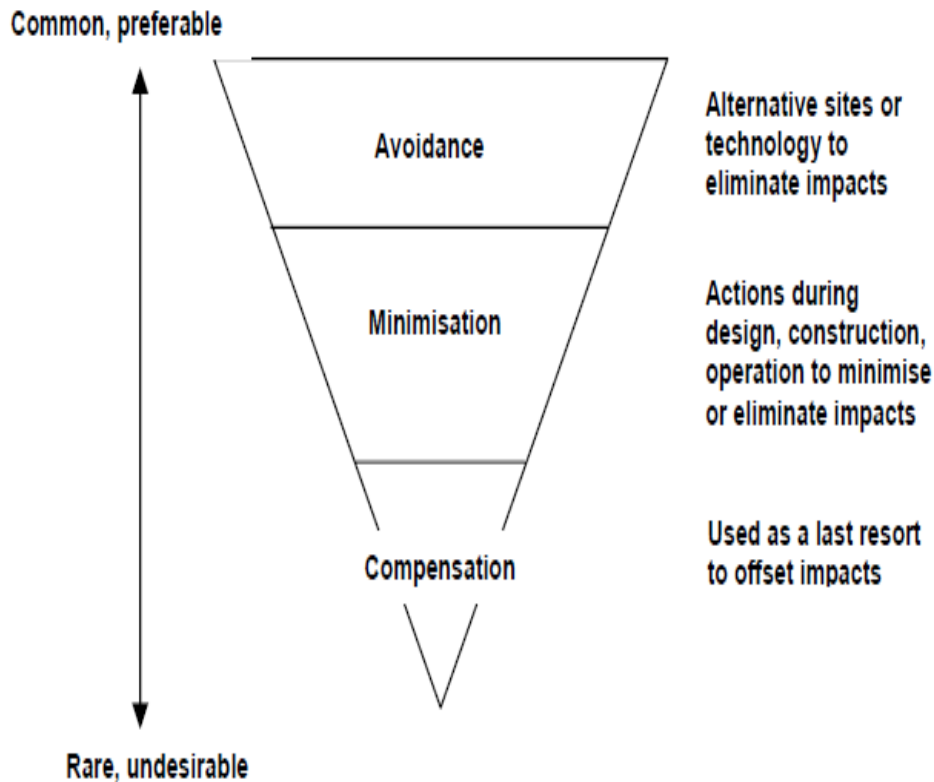 Common, preferable
Avoidance
Alternative sites or
technology to
eliminate impacts
Minimisation
Actions during
design, construction,
operation to minimise
or eliminate impacts
Compensation
Used as a last resort
to offset impacts
Rare, undesirable